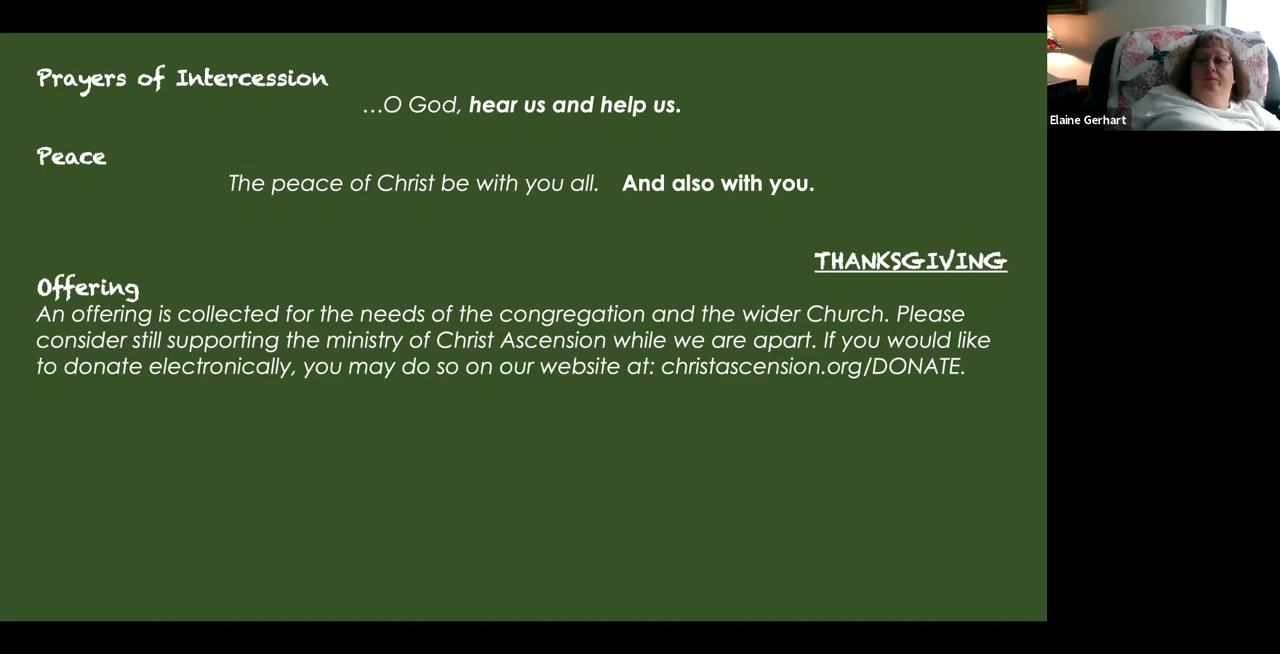 Prayers of Intercession
…O God, hear us and help us.
Peace
The peace of Christ be with you all. And also with you.
THANKSGIVING
Offering
An offering is collected for the needs of the congregation and the wider Church. Please
consider still supporting the ministry of Christ Ascension while we are apart. If you would like
to donate electronically, you may do so on our website at: christascension.org/DONATE.
Elaine Gerhart